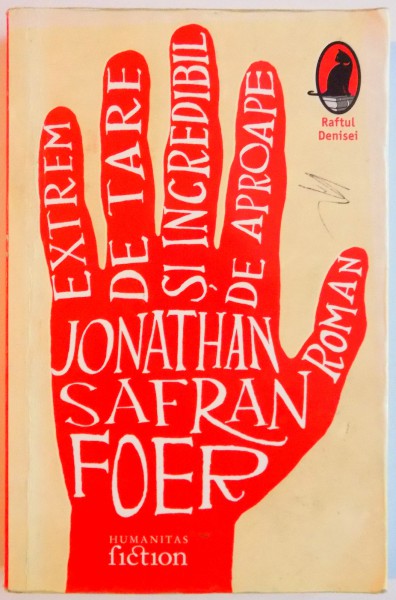 EXTREM
DE TARE
ȘI INCREDIBIL
DE APROAPE
ROMAN
JONATHAN
SAFRAN
FOER
HUMANITAS
fiction
Raftul
Denisei